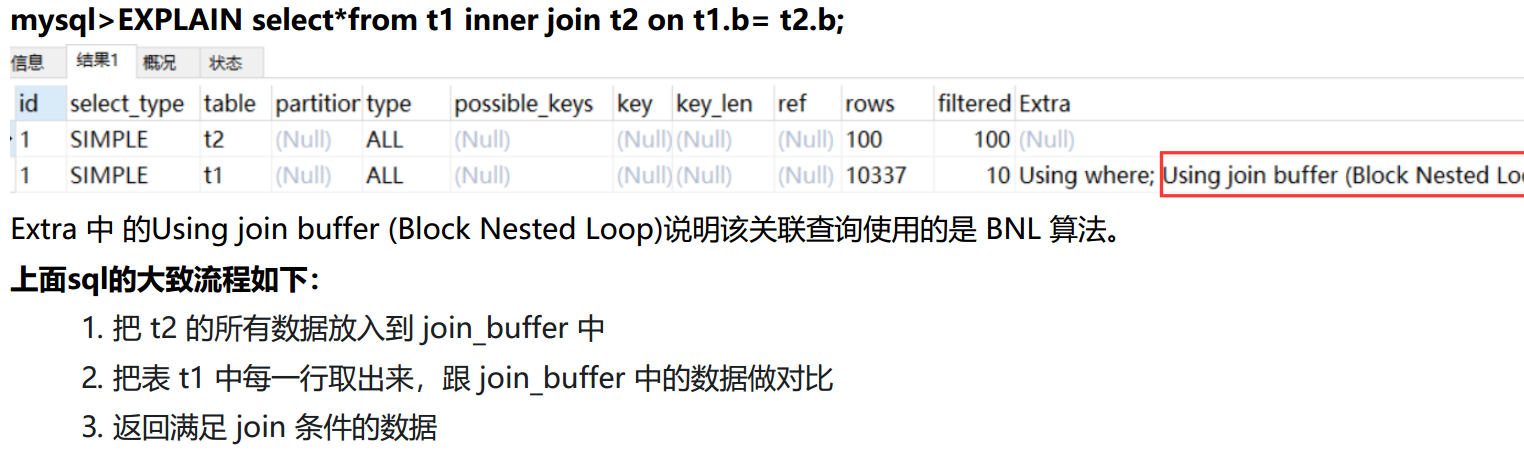 mysql>EXPLAIN select*from t1 inner join t2 on t1.b= t2.b;
信息 结果1 概况 状态
id select_type table partition type possible_keys key key_len ref rows filtered Extra
1 SIMPLE t2 (Null) ALL (Null) (Null) (Null) (Null) 100 100 (Null)
1 SIMPLE t1 (Null) ALL (Null) (Null) (Null) (Null) 10337 10 Using where; Using join buffer (Block Nested Loo
Extra 中 的Using join buffer (Block Nested Loop)说明该关联查询使用的是 BNL 算法。
上面sql的大致流程如下：
1. 把 t2 的所有数据放入到 join_buffer 中
2. 把表 t1 中每一行取出来，跟 join_buffer 中的数据做对比
3. 返回满足 join 条件的数据